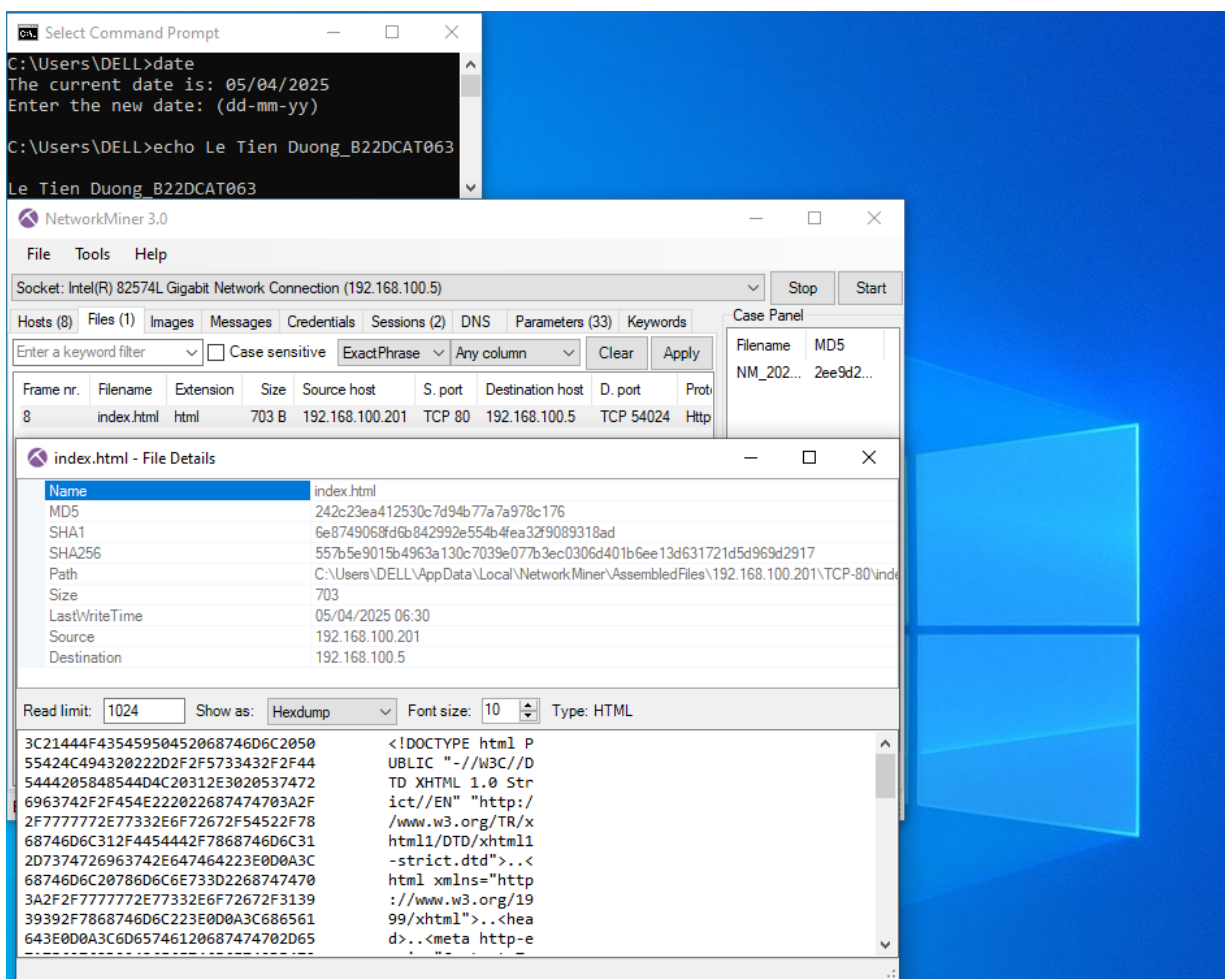 Select Command Prompt
C:\Users\DELL>date
The current date is: 05/04/2025
Enter the new date: (dd-mm-yy)
C:\Users\DELL>echo Le Tien Duong_B22DCAT063
Le Tien Duong_B22DCAT063
NetworkMiner 3.0
File Tools Help
Socket: Intel(R) 82574L Gigabit Network Connection (192.168.100.5) Stop Start
Hosts (8) Files (1) Images Messages Credentials Sessions (2) DNS Parameters (33) Keywords Case Panel
Enter a keyword filter Case sensitive ExactPhrase Any column Clear Apply Filename MD5
NM_202... 2ee9d2...
Frame nr. Filename Extension Size Source host S. port Destination host D. port Proto
8 index.html html 703 B 192.168.100.201 TCP 80 192.168.100.5 TCP 54024 Http
index.html - File Details
Name index.html
MD5 242c23ea412530c7d94b77a7a978c176
SHA1 6e8749068fd6b842992e554b4fea32f9089318ad
SHA256 557b5e9015b4963a130c7039e077b3ec0306d401b6ee13d631721d5d969d2917
Path C:\Users\DELL\AppData\Local\NetworkMiner\AssembledFiles\192.168.100.201\TCP-80\inde
Size 703
LastWriteTime 05/04/2025 06:30
Source 192.168.100.201
Destination 192.168.100.5
Read limit: 1024 Show as: Hexdump Font size: 10 Type: HTML
3C21444F43545950452068746D6C2050 <!DOCTYPE html P
55424C494320222D2F2F5733432F2F44 UBLIC "-//W3C//D
5444205848544D4C20312E3020537472 TD XHTML 1.0 Str
6963742F2F454E222022687474703A2F ict//EN" "http:/
2F7777772E77332E6F72672F54522F78 /www.w3.org/TR/x
68746D6C312F4454442F7868746D6C31 html1/DTD/xhtml1
2D7374726963742E647464223E0D0A3C -strict.dtd">..<
68746D6C20786D6C6E733D2268747470 html xmlns="http
3A2F2F7777772E77332E6F72672F3139 ://www.w3.org/19
39392F7868746D6C223E0D0A3C686561 99/xhtml">..<hea
643E0D0A3C6D65746120687474702D65 d>..<meta http-e